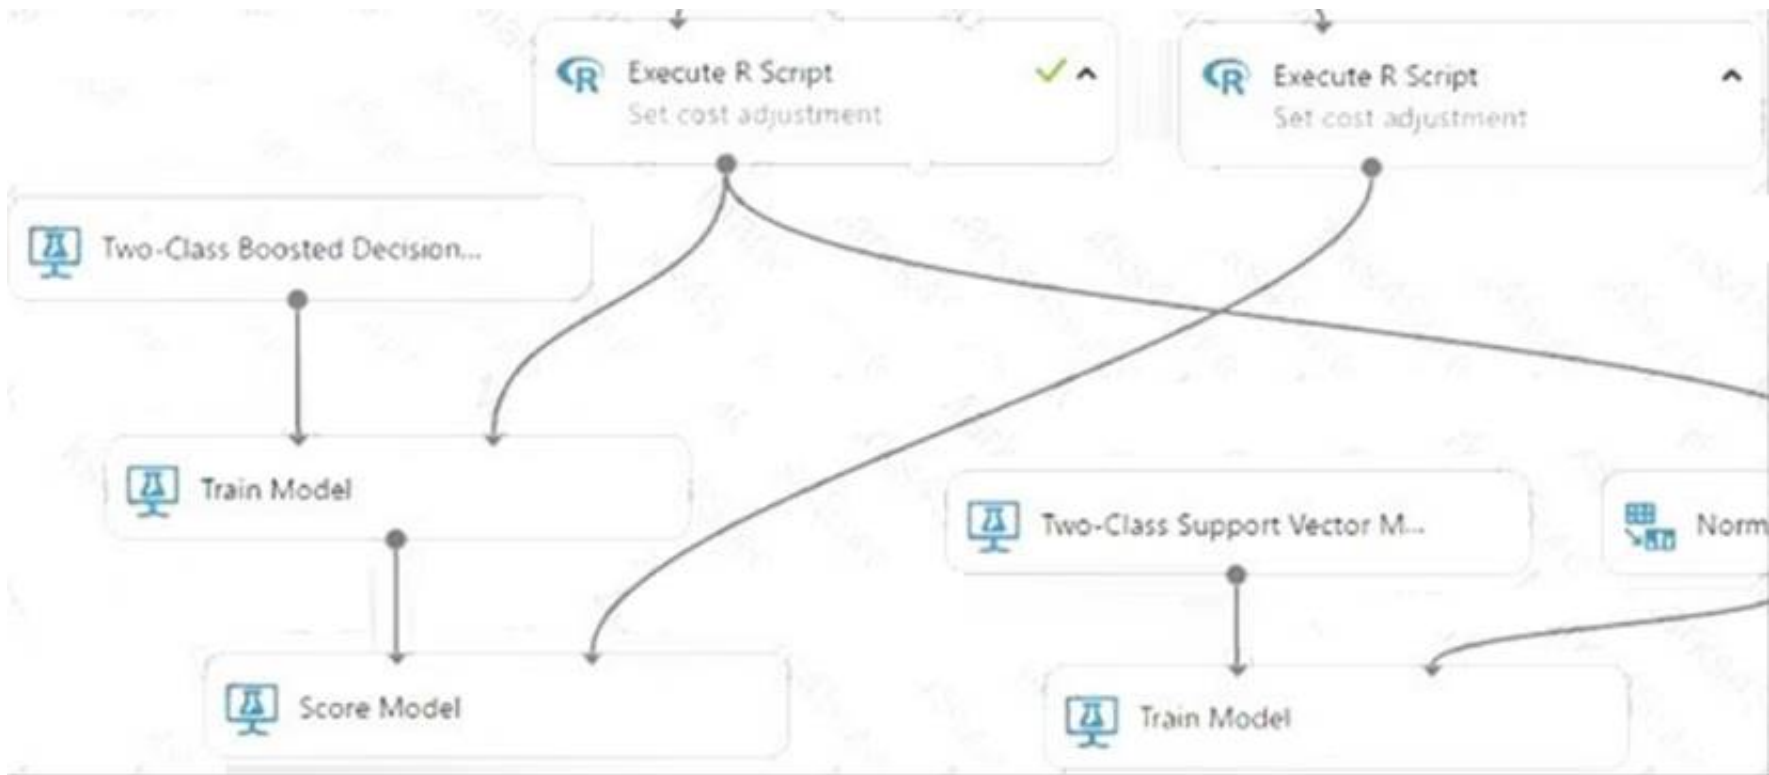 Execute R Script
Set cost adjustment
Execute R Script
Set cost adjustment
Two-Class Boosted Decision...
Train Model
Two-Class Support Vector M...
Norm
Score Model
Train Model